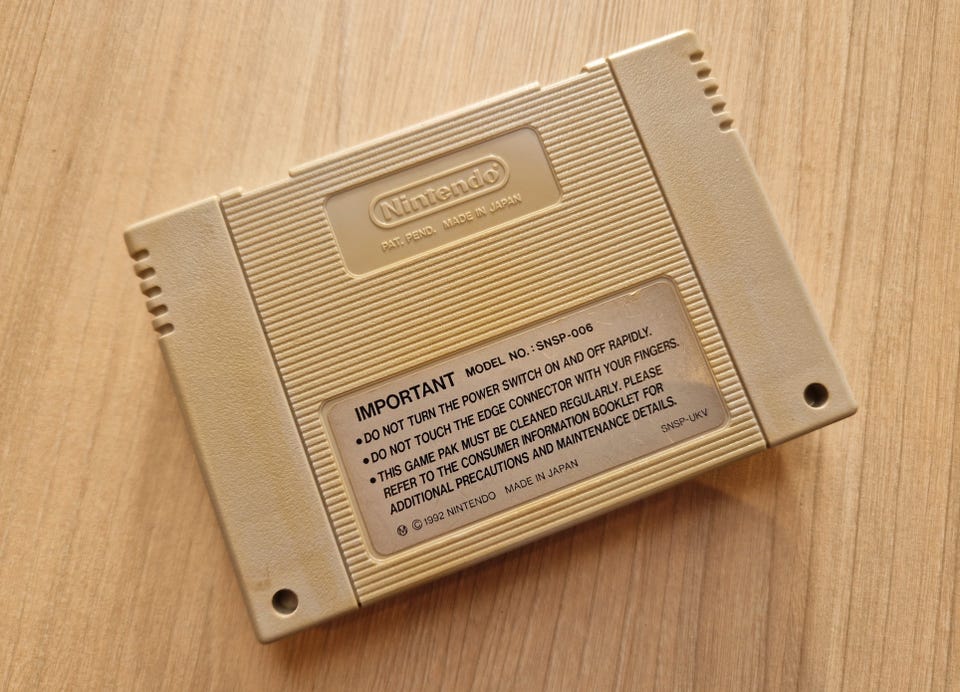 Nintendo®
PAT. PEND. MADE IN JAPAN
IMPORTANT MODEL NO.: SNSP-006
•DO NOT TURN THE POWER SWITCH ON AND OFF RAPIDLY.
•DO NOT TOUCH THE EDGE CONNECTOR WITH YOUR FINGERS.
•THIS GAME PAK MUST BE CLEANED REGULARLY. PLEASE
REFER TO THE CONSUMER INFORMATION BOOKLET FOR
ADDITIONAL PRECAUTIONS AND MAINTENANCE DETAILS.
SNSP-UKV
Ⓜ ©1992 NINTENDO MADE IN JAPAN